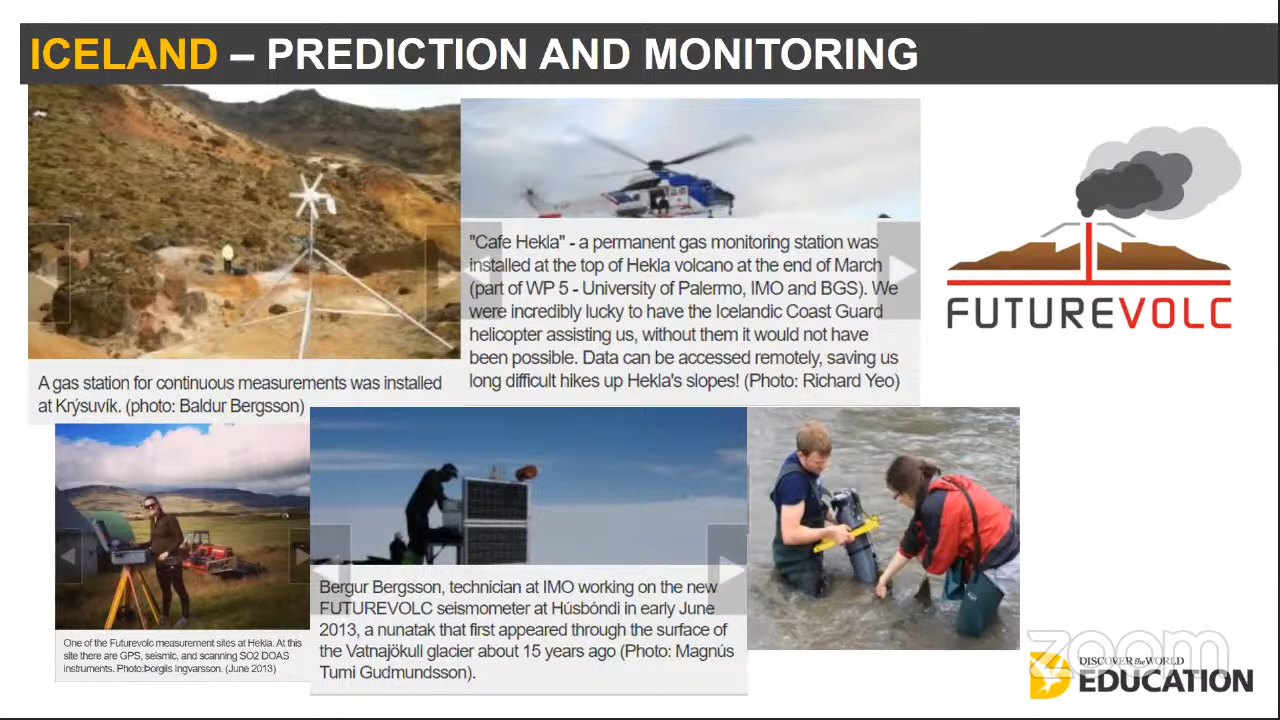 ICELAND – PREDICTION AND MONITORING
A gas station for continuous measurements was installed
at Krýsuvík. (photo: Baldur Bergsson)
"Cafe Hekla" - a permanent gas monitoring station was
installed at the top of Hekla volcano at the end of March
(part of WP 5 - University of Palermo, IMO and BGS). We
were incredibly lucky to have the Icelandic Coast Guard
helicopter assisting us, without them it would not have
been possible. Data can be accessed remotely, saving us
long difficult hikes up Hekla's slopes! (Photo: Richard Yeo)
FUTUREVOLC
One of the Futurevolc measurement sites at Hekla. At this
site there are GPS, seismic, and scanning SO2 DOAS
instruments. Photo:Þorgils Ingvarsson. (June 2013)
Bergur Bergsson, technician at IMO working on the new
FUTUREVOLC seismometer at Húsbóndi in early June
2013, a nunatak that first appeared through the surface of
the Vatnajökull glacier about 15 years ago (Photo: Magnús
Tumi Gudmundsson).
zoom
DISCOVER the WORLD
EDUCATION